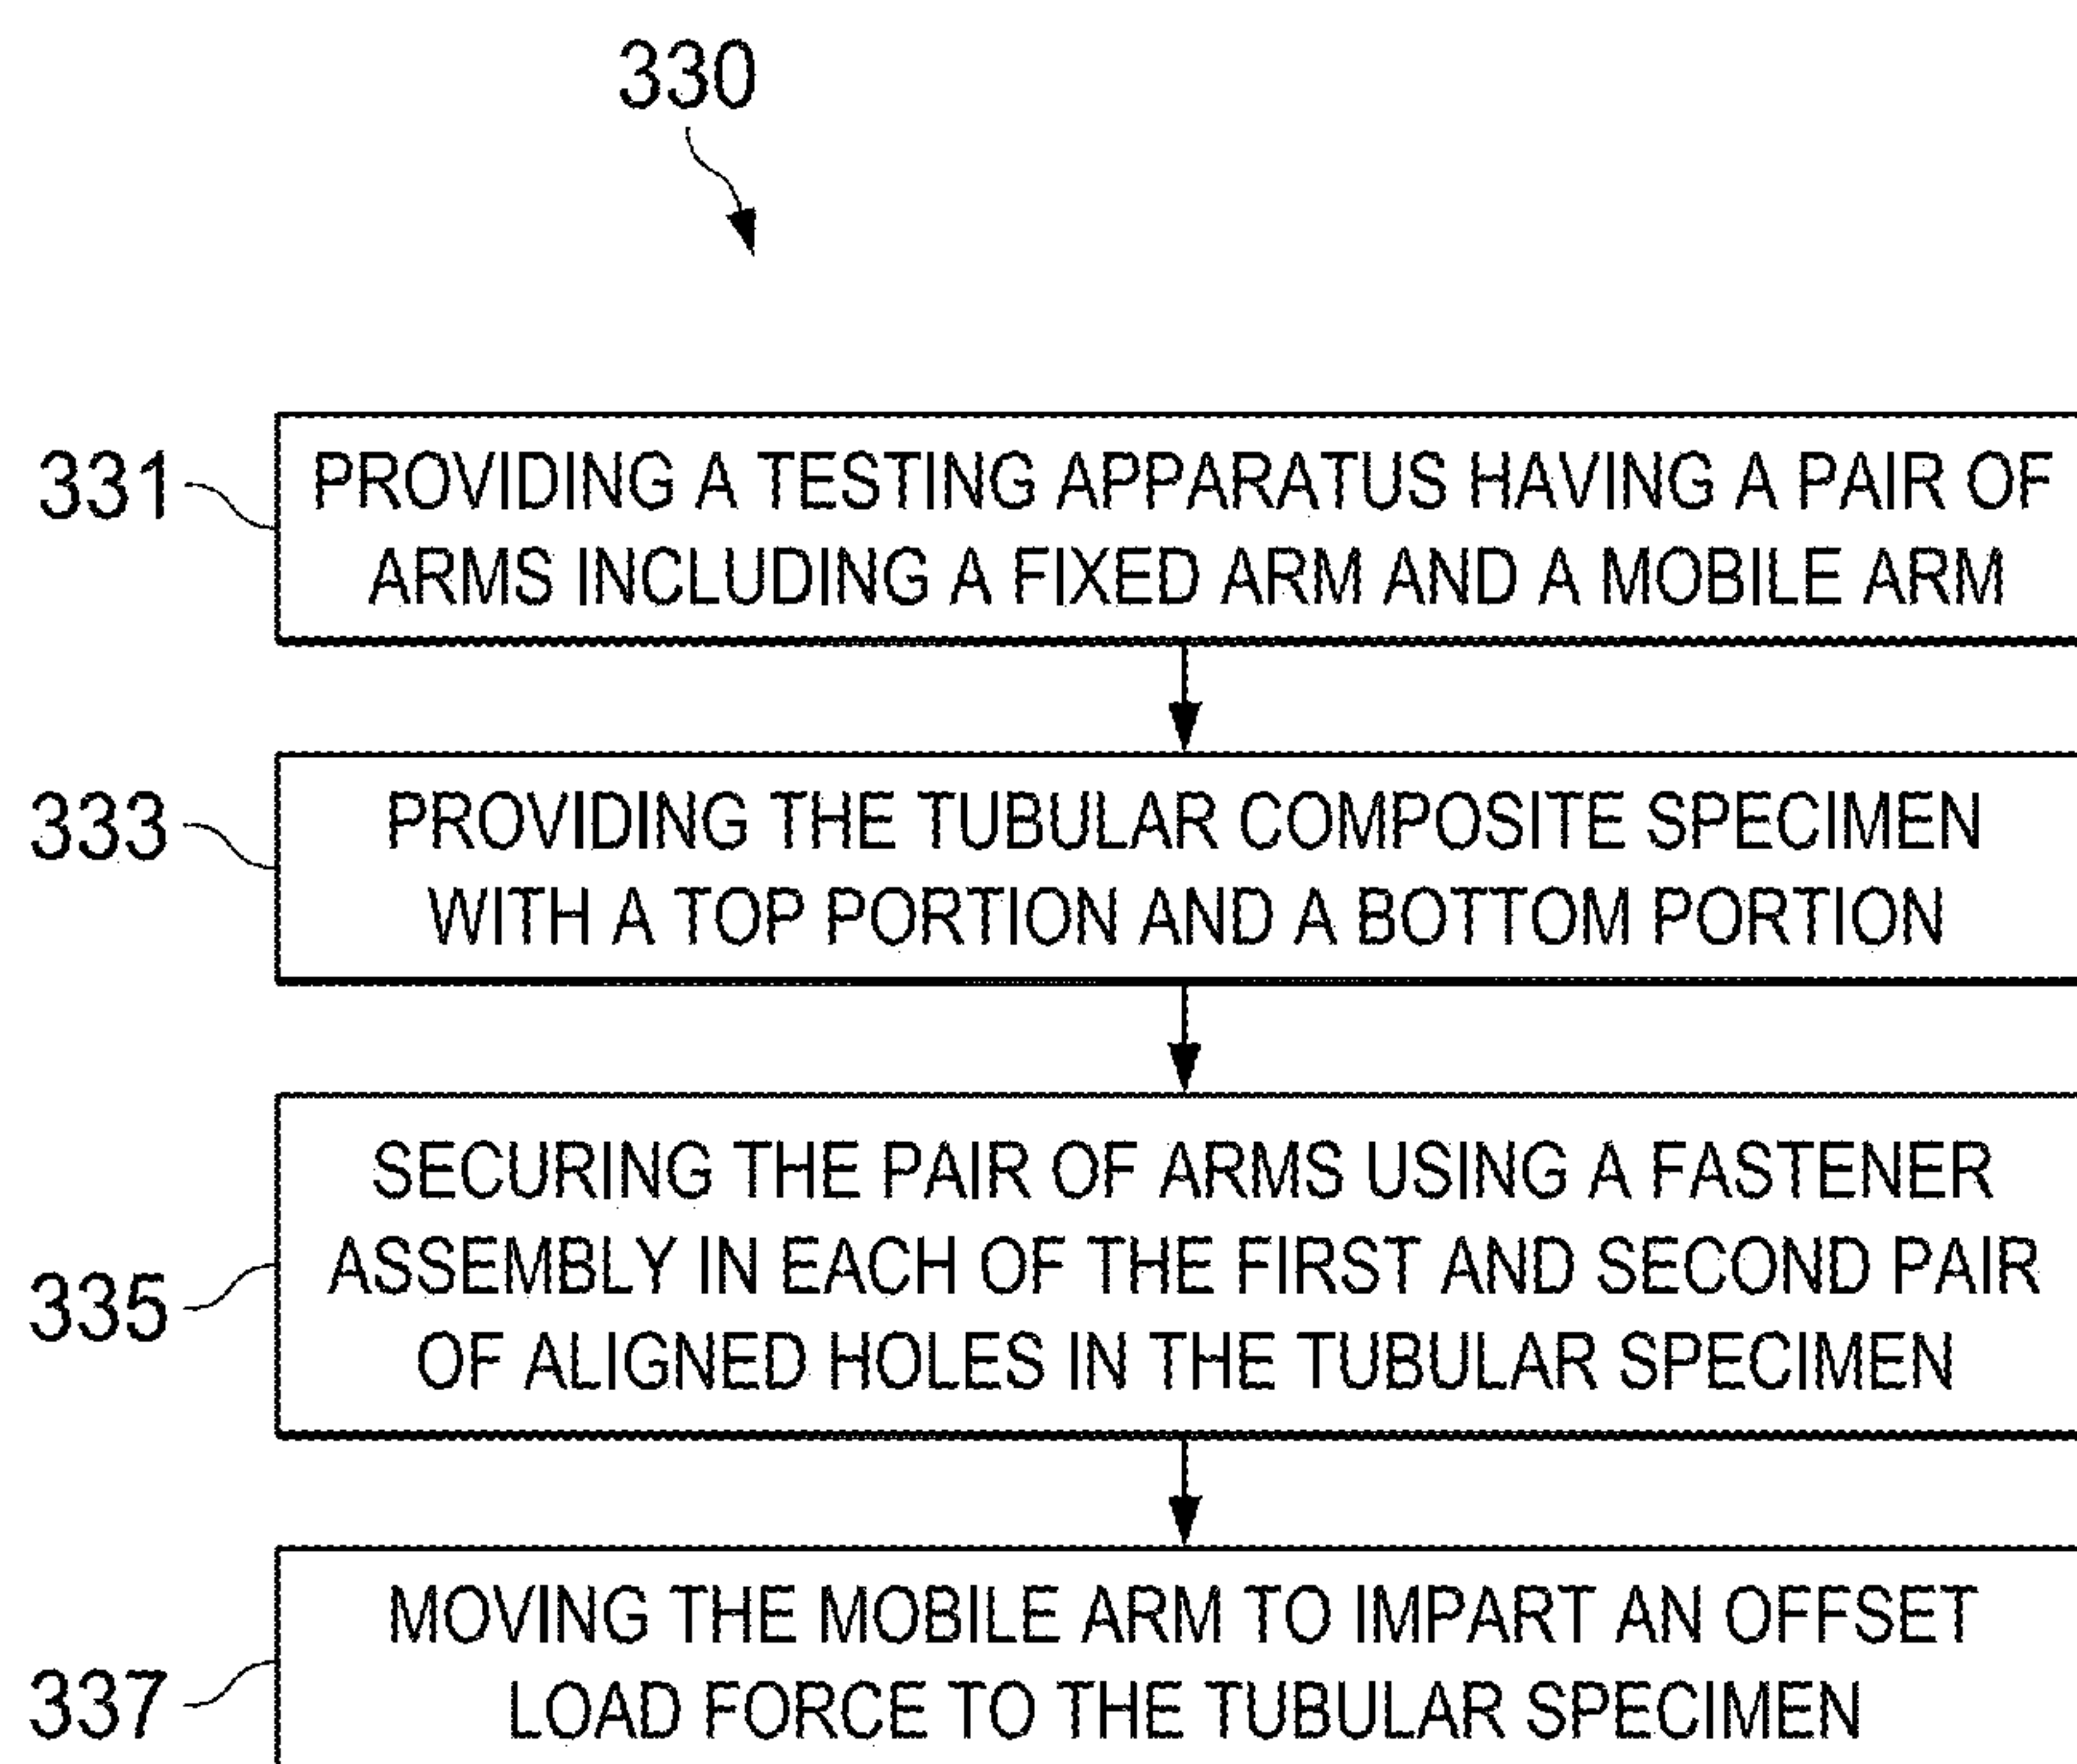 330
331
PROVIDING A TESTING APPARATUS HAVING A PAIR OF
ARMS INCLUDING A FIXED ARM AND A MOBILE ARM
333
PROVIDING THE TUBULAR COMPOSITE SPECIMEN
WITH A TOP PORTION AND A BOTTOM PORTION
335
SECURING THE PAIR OF ARMS USING A FASTENER
ASSEMBLY IN EACH OF THE FIRST AND SECOND PAIR
OF ALIGNED HOLES IN THE TUBULAR SPECIMEN
337
MOVING THE MOBILE ARM TO IMPART AN OFFSET
LOAD FORCE TO THE TUBULAR SPECIMEN